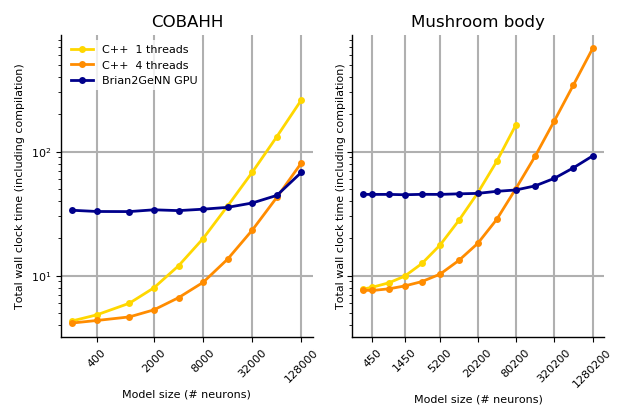 COBAHH
C++ 1 threads
C++ 4 threads
Brian2GeNN GPU
Total wall clock time (including compilation)
10²
10¹
400
2000
8000
32000
128000
Model size (# neurons)
Mushroom body
Total wall clock time (including compilation)
10²
10¹
450
1450
5200
20200
80200
320200
1280200
Model size (# neurons)